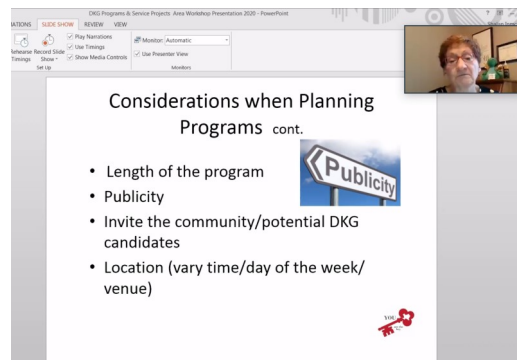 DKG Programs & Service Projects Area Workshop Presentation 2020 - PowerPoint
ATIONS SLIDE SHOW REVIEW VIEW
Rehearse Timings
Record Slide Show
Play Narrations
Use Timings
Show Media Controls
Set Up
Monitor: Automatic
Use Presenter View
Monitors
Considerations when Planning
Programs cont.
Publicity
• Length of the program
• Publicity
• Invite the community/potential DKG
candidates
• Location (vary time/day of the week/
venue)
YOU